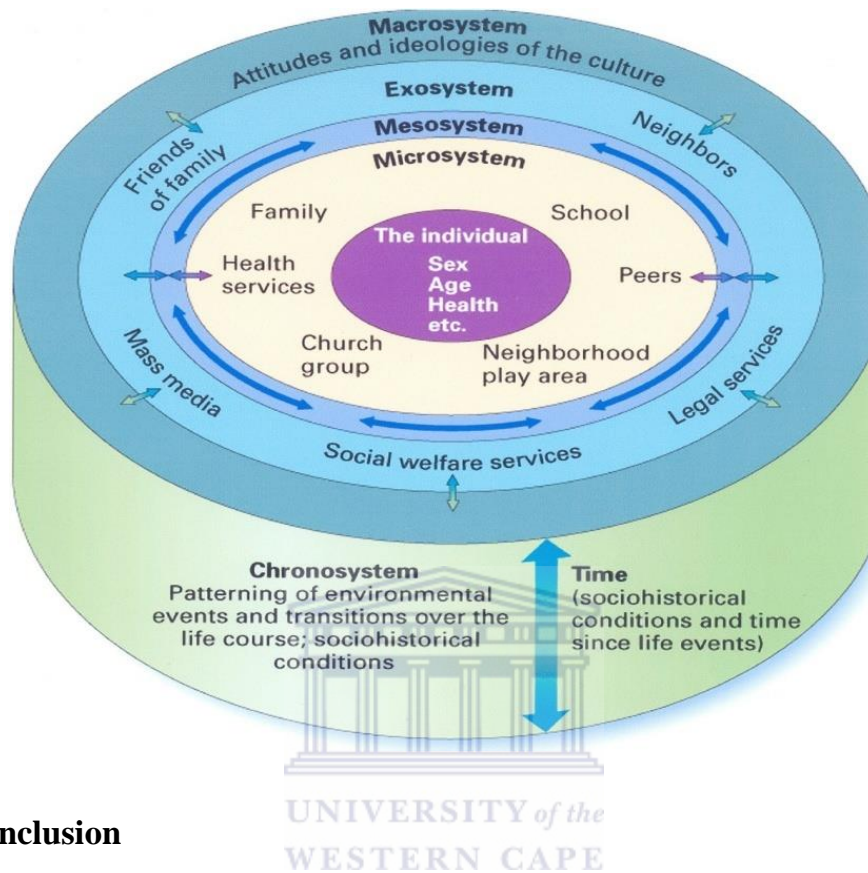 Macrosystem
Attitudes and ideologies of the culture
Exosystem
Mesosystem
Microsystem
Friends
of family
Neighbors
Family
School
The individual
Sex
Age
Health
etc.
Health
services
Peers
Church
group
Neighborhood
play area
Mass media
Legal services
Social welfare services
Chronosystem
Patterning of environmental
events and transitions over the
life course; sociohistorical
conditions
Time
(sociohistorical
conditions and time
since life events)
nclusion
UNIVERSITY of the
WESTERN CAPE